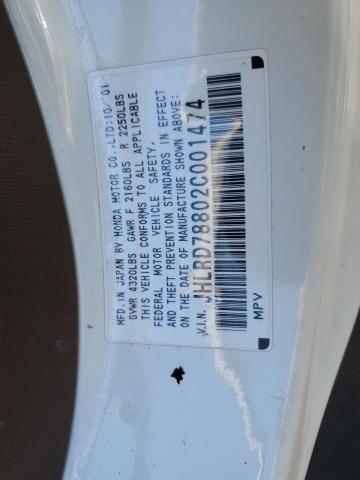 MFD.IN JAPAN BY HONDA MOTOR CO.,LTD:10/'01
GVWR 4320LBS GAWR F 2160LBS R 2250LBS
THIS VEHICLE CONFORMS TO ALL APPLICABLE
FEDERAL MOTOR VEHICLE SAFETY,
AND THEFT PREVENTION STANDARDS IN EFFECT
ON THE DATE OF MANUFACTURE SHOWN ABOVE:
V.I.N. JHLRD78802C001474
MPV